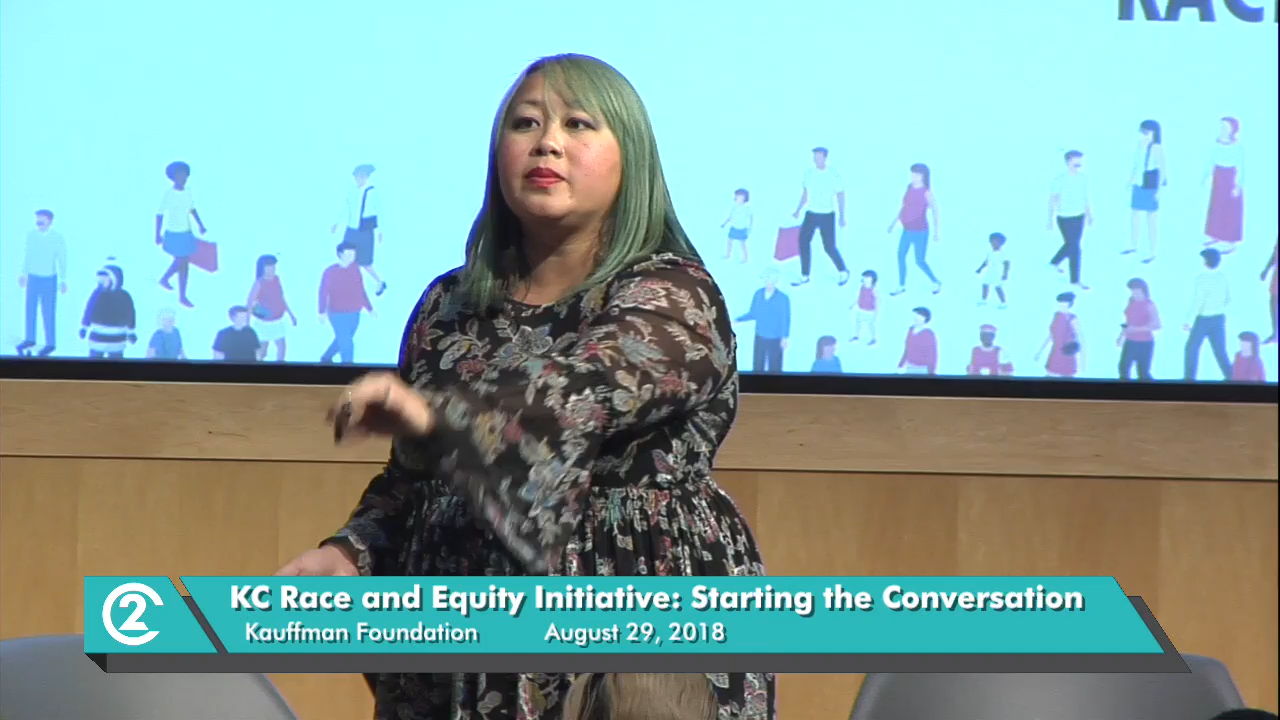 KC Race and Equity Initiative: Starting the Conversation
Kauffman Foundation August 29, 2018
2